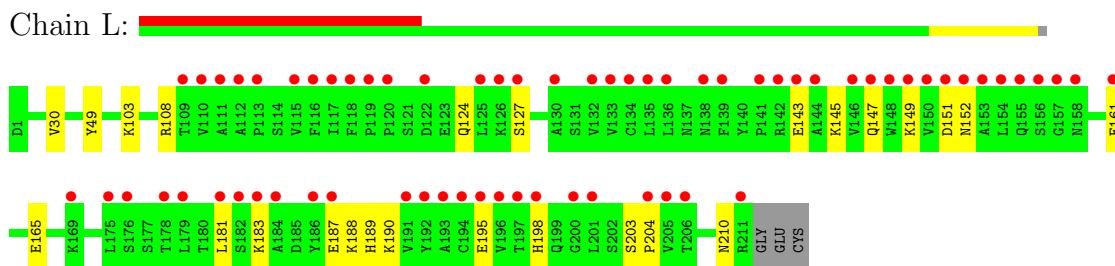 Chain L:
D1 V30 Y49 K103 R108 T109 V110 A111 A112 P113 S114 V115 F116 I117 F118 P119 P120 S121 D122 E123 Q124 L125 K126 S127 A130 S131 V132 V133 C134 L135 L136 N137 N138 F139 Y140 P141 R142 E143 A144 K145 V146 Q147 W148 K149 V150 D151 N152 A153 L154 Q155 S156 G157 N158 E161
E165 K169 L175 S176 S177 T178 L179 T180 L181 S182 K183 A184 D185 Y186 E187 K188 H189 K190 V191 Y192 A193 C194 E195 V196 T197 H198 Q199 G200 L201 S202 S203 P204 V205 T206 N210 R211 GLY GLU CYS